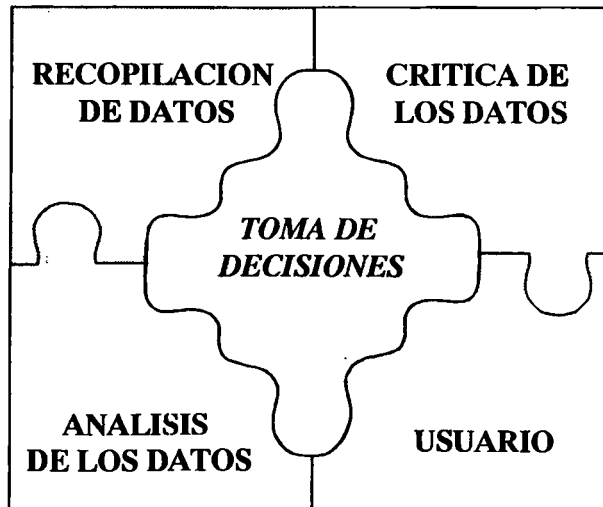 RECOPILACION
DE DATOS
CRITICA DE
LOS DATOS
TOMA DE
DECISIONES
ANALISIS
DE LOS DATOS
USUARIO